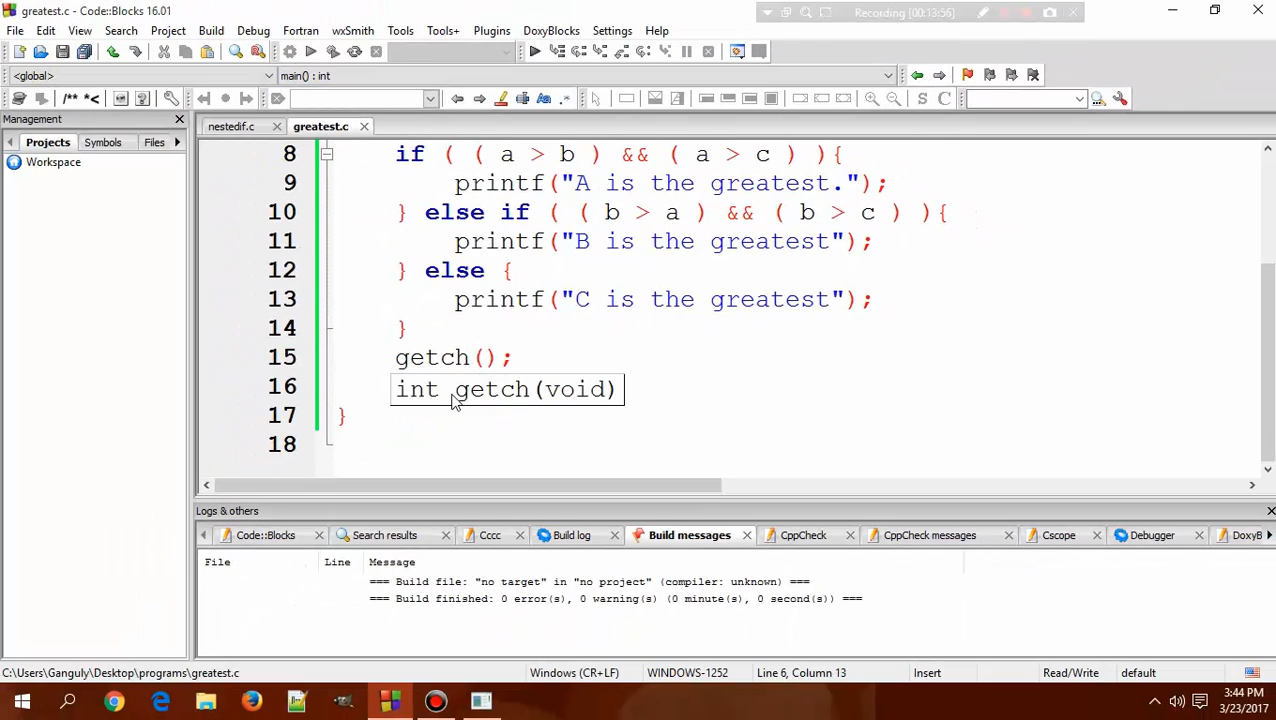 greatest.c - Code::Blocks 16.01
Recording [00:13:56]
File Edit View Search Project Build Debug Fortran wxSmith Tools Tools+ Plugins DoxyBlocks Settings Help
<global> main() : int
/** *< S C
Management
Projects Symbols Files
Workspace
nestedif.c greatest.c
8 if ( ( a > b ) && ( a > c ) ){
9 printf("A is the greatest.");
10 } else if ( ( b > a ) && ( b > c ) ){
11 printf("B is the greatest");
12 } else {
13 printf("C is the greatest");
14 }
15 getch();
16 int getch(void)
17 }
18
Logs & others
Code::Blocks Search results Cccc Build log Build messages CppCheck CppCheck messages Cscope Debugger DoxyB
File Line Message
=== Build file: "no target" in "no project" (compiler: unknown) ===
=== Build finished: 0 error(s), 0 warning(s) (0 minute(s), 0 second(s)) ===
C:\Users\Ganguly\Desktop\programs\greatest.c Windows (CR+LF) WINDOWS-1252 Line 6, Column 13 Insert Read/Write default
3:44 PM
3/23/2017